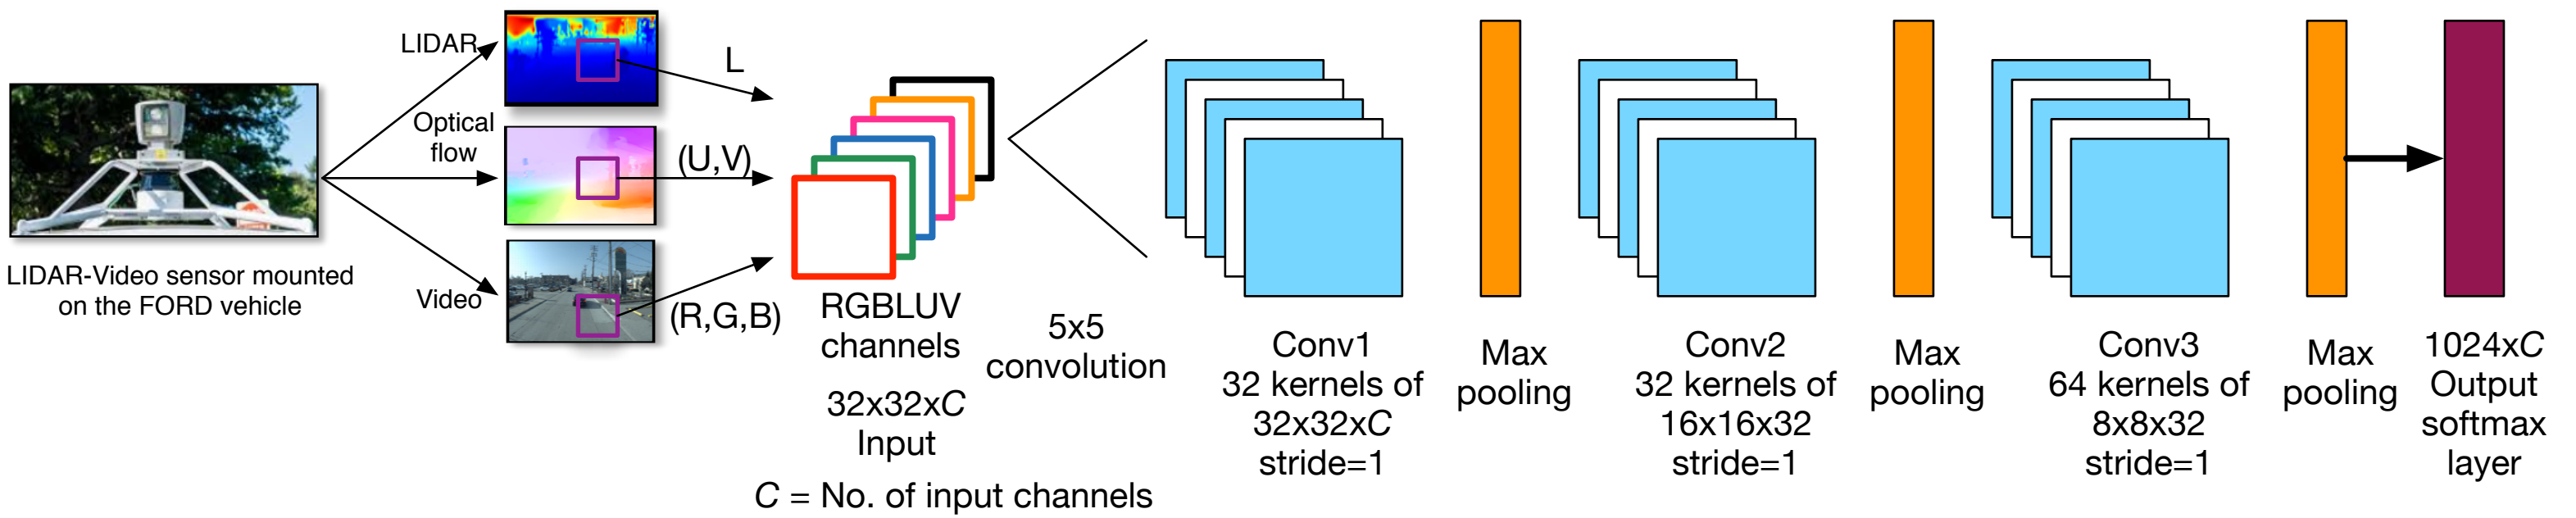 LIDAR-Video sensor mounted
on the FORD vehicle
LIDAR
Optical
flow
Video
L
(U,V)
(R,G,B)
RGBLUV
channels
32x32xC
Input
C = No. of input channels
5x5
convolution
Conv1
32 kernels of
32x32xC
stride=1
Max
pooling
Conv2
32 kernels of
16x16x32
stride=1
Max
pooling
Conv3
64 kernels of
8x8x32
stride=1
Max
pooling
1024xC
Output
softmax
layer